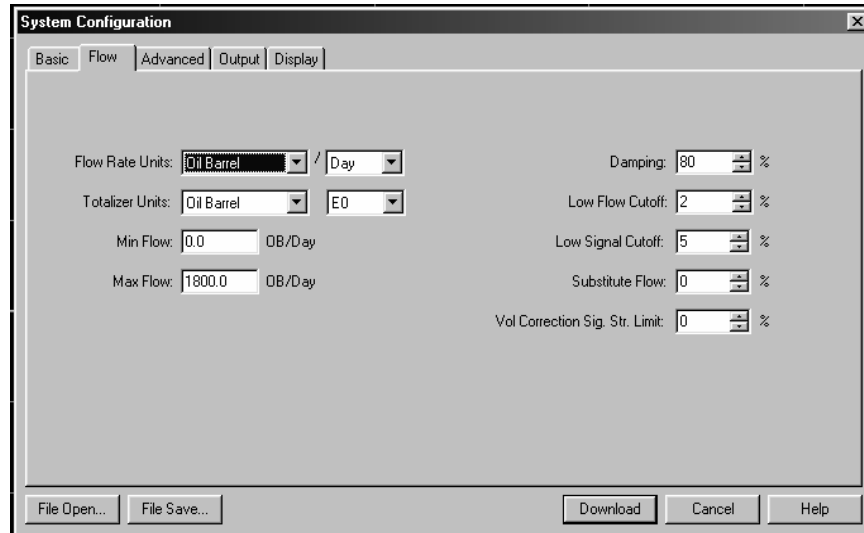 System Configuration
Basic Flow Advanced Output Display
Flow Rate Units: Oil Barrel / Day
Totalizer Units: Oil Barrel E0
Min Flow: 0.0 OB/Day
Max Flow: 1800.0 OB/Day
Damping: 80 %
Low Flow Cutoff: 2 %
Low Signal Cutoff: 5 %
Substitute Flow: 0 %
Vol Correction Sig. Str. Limit: 0 %
File Open... File Save... Download Cancel Help